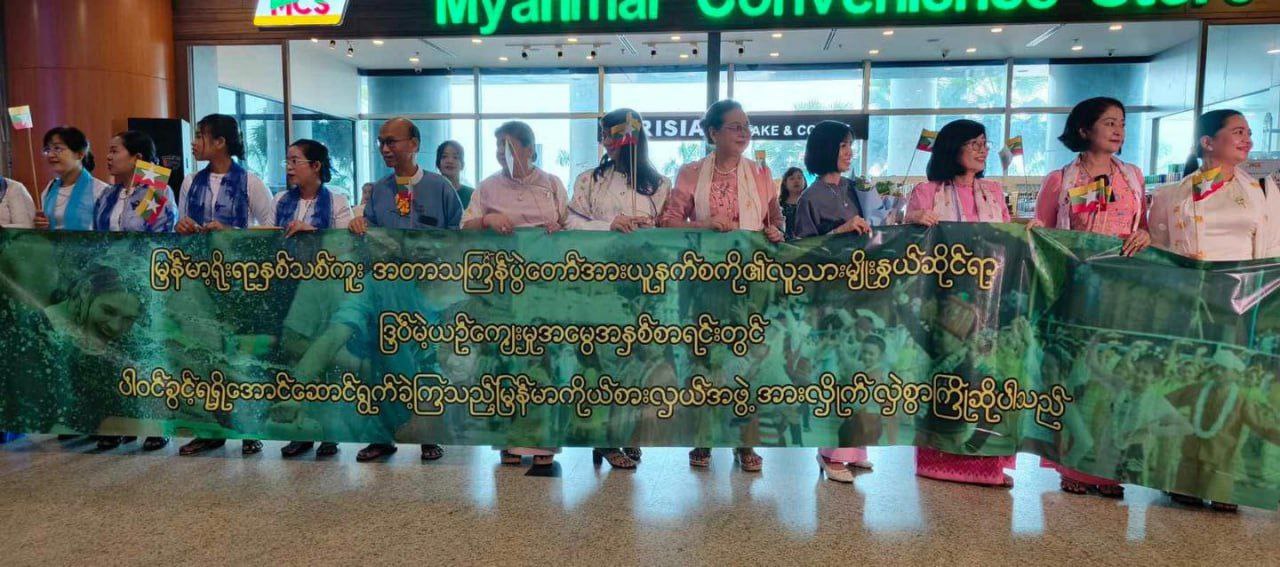 MCS
Myanmar Convenience Store
RISIA
AKE & CO
မြန်မာ့ရိုးရာနှစ်သစ်ကူး အတာသင်္ကြန်ပွဲတော်အားယူနက်စကို၏လူသားမျိုးနွယ်ဆိုင်ရာ
ဒြပ်မဲ့ယဉ်ကျေးမှုအမွေအနှစ်စာရင်းတွင်
ပါဝင်ခွင့်ရရှိအောင်ဆောင်ရွက်ခဲ့ကြသည့်မြန်မာကိုယ်စားလှယ်အဖွဲ့ အားလှိုက်လှဲစွာကြိုဆိုပါသည်